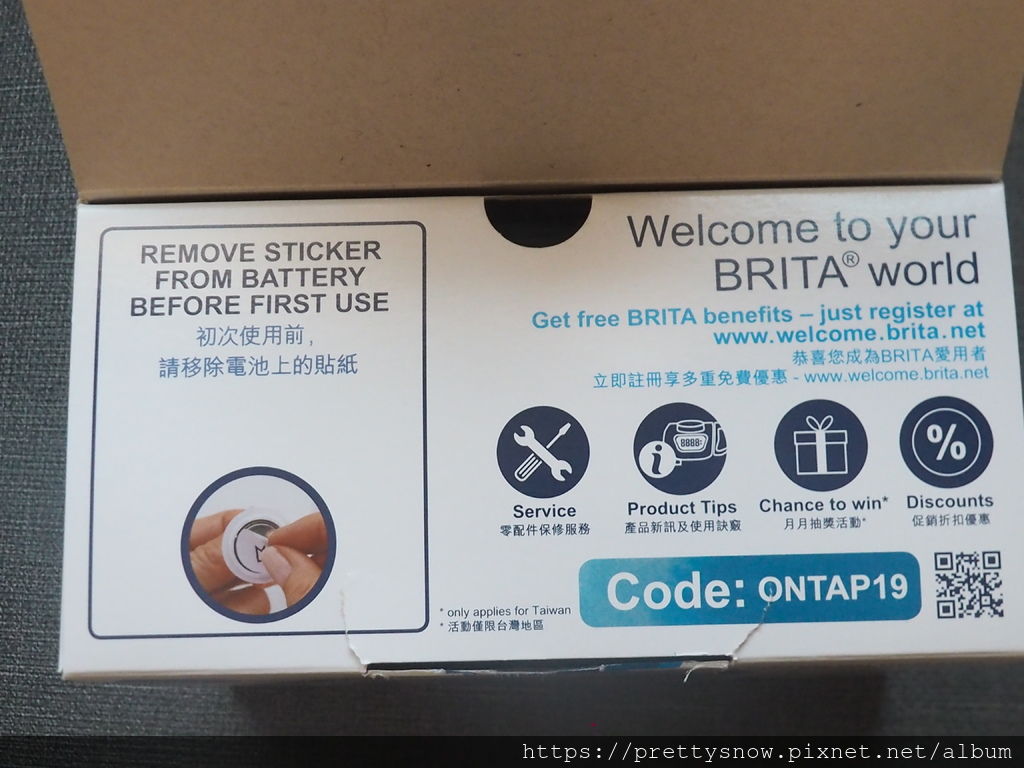 REMOVE STICKER
FROM BATTERY
BEFORE FIRST USE
初次使用前,
請移除電池上的貼紙
Welcome to your
BRITA® world
Get free BRITA benefits – just register at
www.welcome.brita.net
恭喜您成為BRITA愛用者
立即註冊享多重免費優惠 - www.welcome.brita.net
8888:
i
%
Service
零配件保修服務
Product Tips
產品新訊及使用訣竅
Chance to win*
月月抽獎活動*
Discounts
促銷折扣優惠
* only applies for Taiwan
* 活動僅限台灣地區
Code: ONTAP19
https://prettysnow.pixnet.net/album